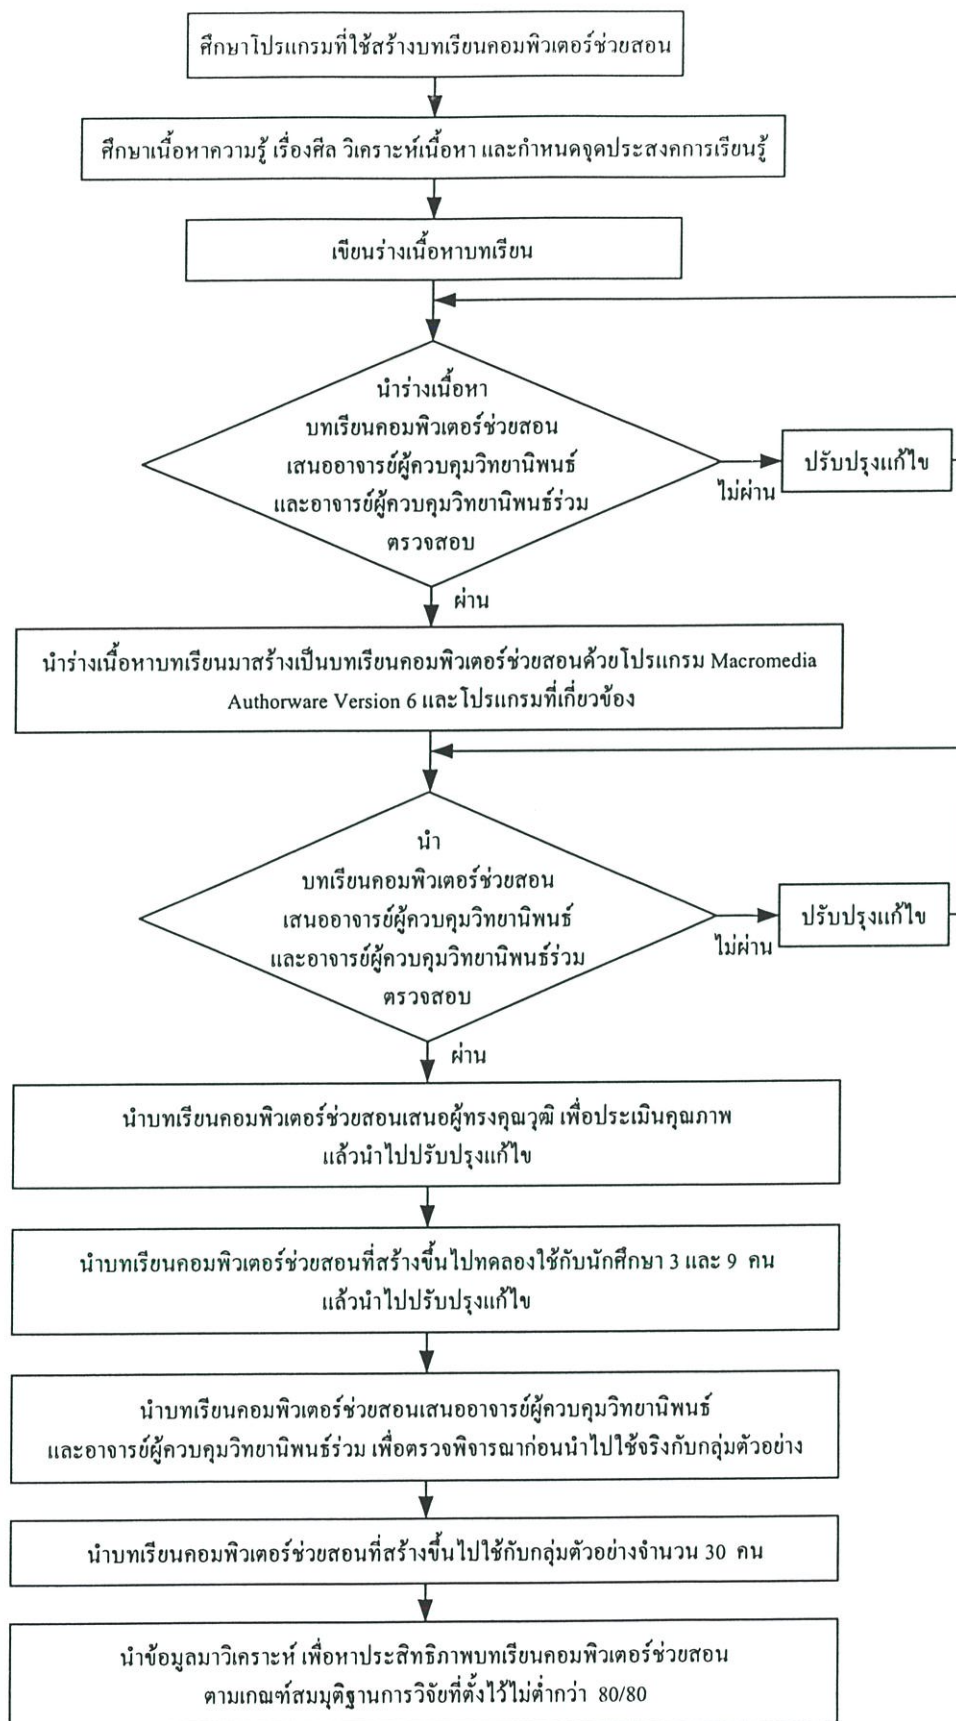 ศึกษาโปรแกรมที่ใช้สร้างบทเรียนคอมพิวเตอร์ช่วยสอน
ศึกษาเนื้อหาความรู้ เรื่องศีล วิเคราะห์เนื้อหา และกำหนดจุดประสงคการเรียนรู้
เขียนร่างเนื้อหาบทเรียน
นำร่างเนื้อหา
บทเรียนคอมพิวเตอร์ช่วยสอน
เสนออาจารย์ผู้ควบคุมวิทยานิพนธ์
และอาจารย์ผู้ควบคุมวิทยานิพนธ์ร่วม
ตรวจสอบ
ไม่ผ่าน
ปรับปรุงแก้ไข
ผ่าน
นำร่างเนื้อหาบทเรียนมาสร้างเป็นบทเรียนคอมพิวเตอร์ช่วยสอนด้วยโปรแกรม Macromedia
Authorware Version 6 และโปรแกรมที่เกี่ยวข้อง
นำ
บทเรียนคอมพิวเตอร์ช่วยสอน
เสนออาจารย์ผู้ควบคุมวิทยานิพนธ์
และอาจารย์ผู้ควบคุมวิทยานิพนธ์ร่วม
ตรวจสอบ
ไม่ผ่าน
ปรับปรุงแก้ไข
ผ่าน
นำบทเรียนคอมพิวเตอร์ช่วยสอนเสนอผู้ทรงคุณวุฒิ เพื่อประเมินคุณภาพ
แล้วนำไปปรับปรุงแก้ไข
นำบทเรียนคอมพิวเตอร์ช่วยสอนที่สร้างขึ้นไปทดลองใช้กับนักศึกษา 3 และ 9 คน
แล้วนำไปปรับปรุงแก้ไข
นำบทเรียนคอมพิวเตอร์ช่วยสอนเสนออาจารย์ผู้ควบคุมวิทยานิพนธ์
และอาจารย์ผู้ควบคุมวิทยานิพนธ์ร่วม เพื่อตรวจพิจารณาก่อนนำไปใช้จริงกับกลุ่มตัวอย่าง
นำบทเรียนคอมพิวเตอร์ช่วยสอนที่สร้างขึ้นไปใช้กับกลุ่มตัวอย่างจำนวน 30 คน
นำข้อมูลมาวิเคราะห์ เพื่อหาประสิทธิภาพบทเรียนคอมพิวเตอร์ช่วยสอน
ตามเกณฑ์สมมุติฐานการวิจัยที่ตั้งไว้ไม่ต่ำกว่า 80/80